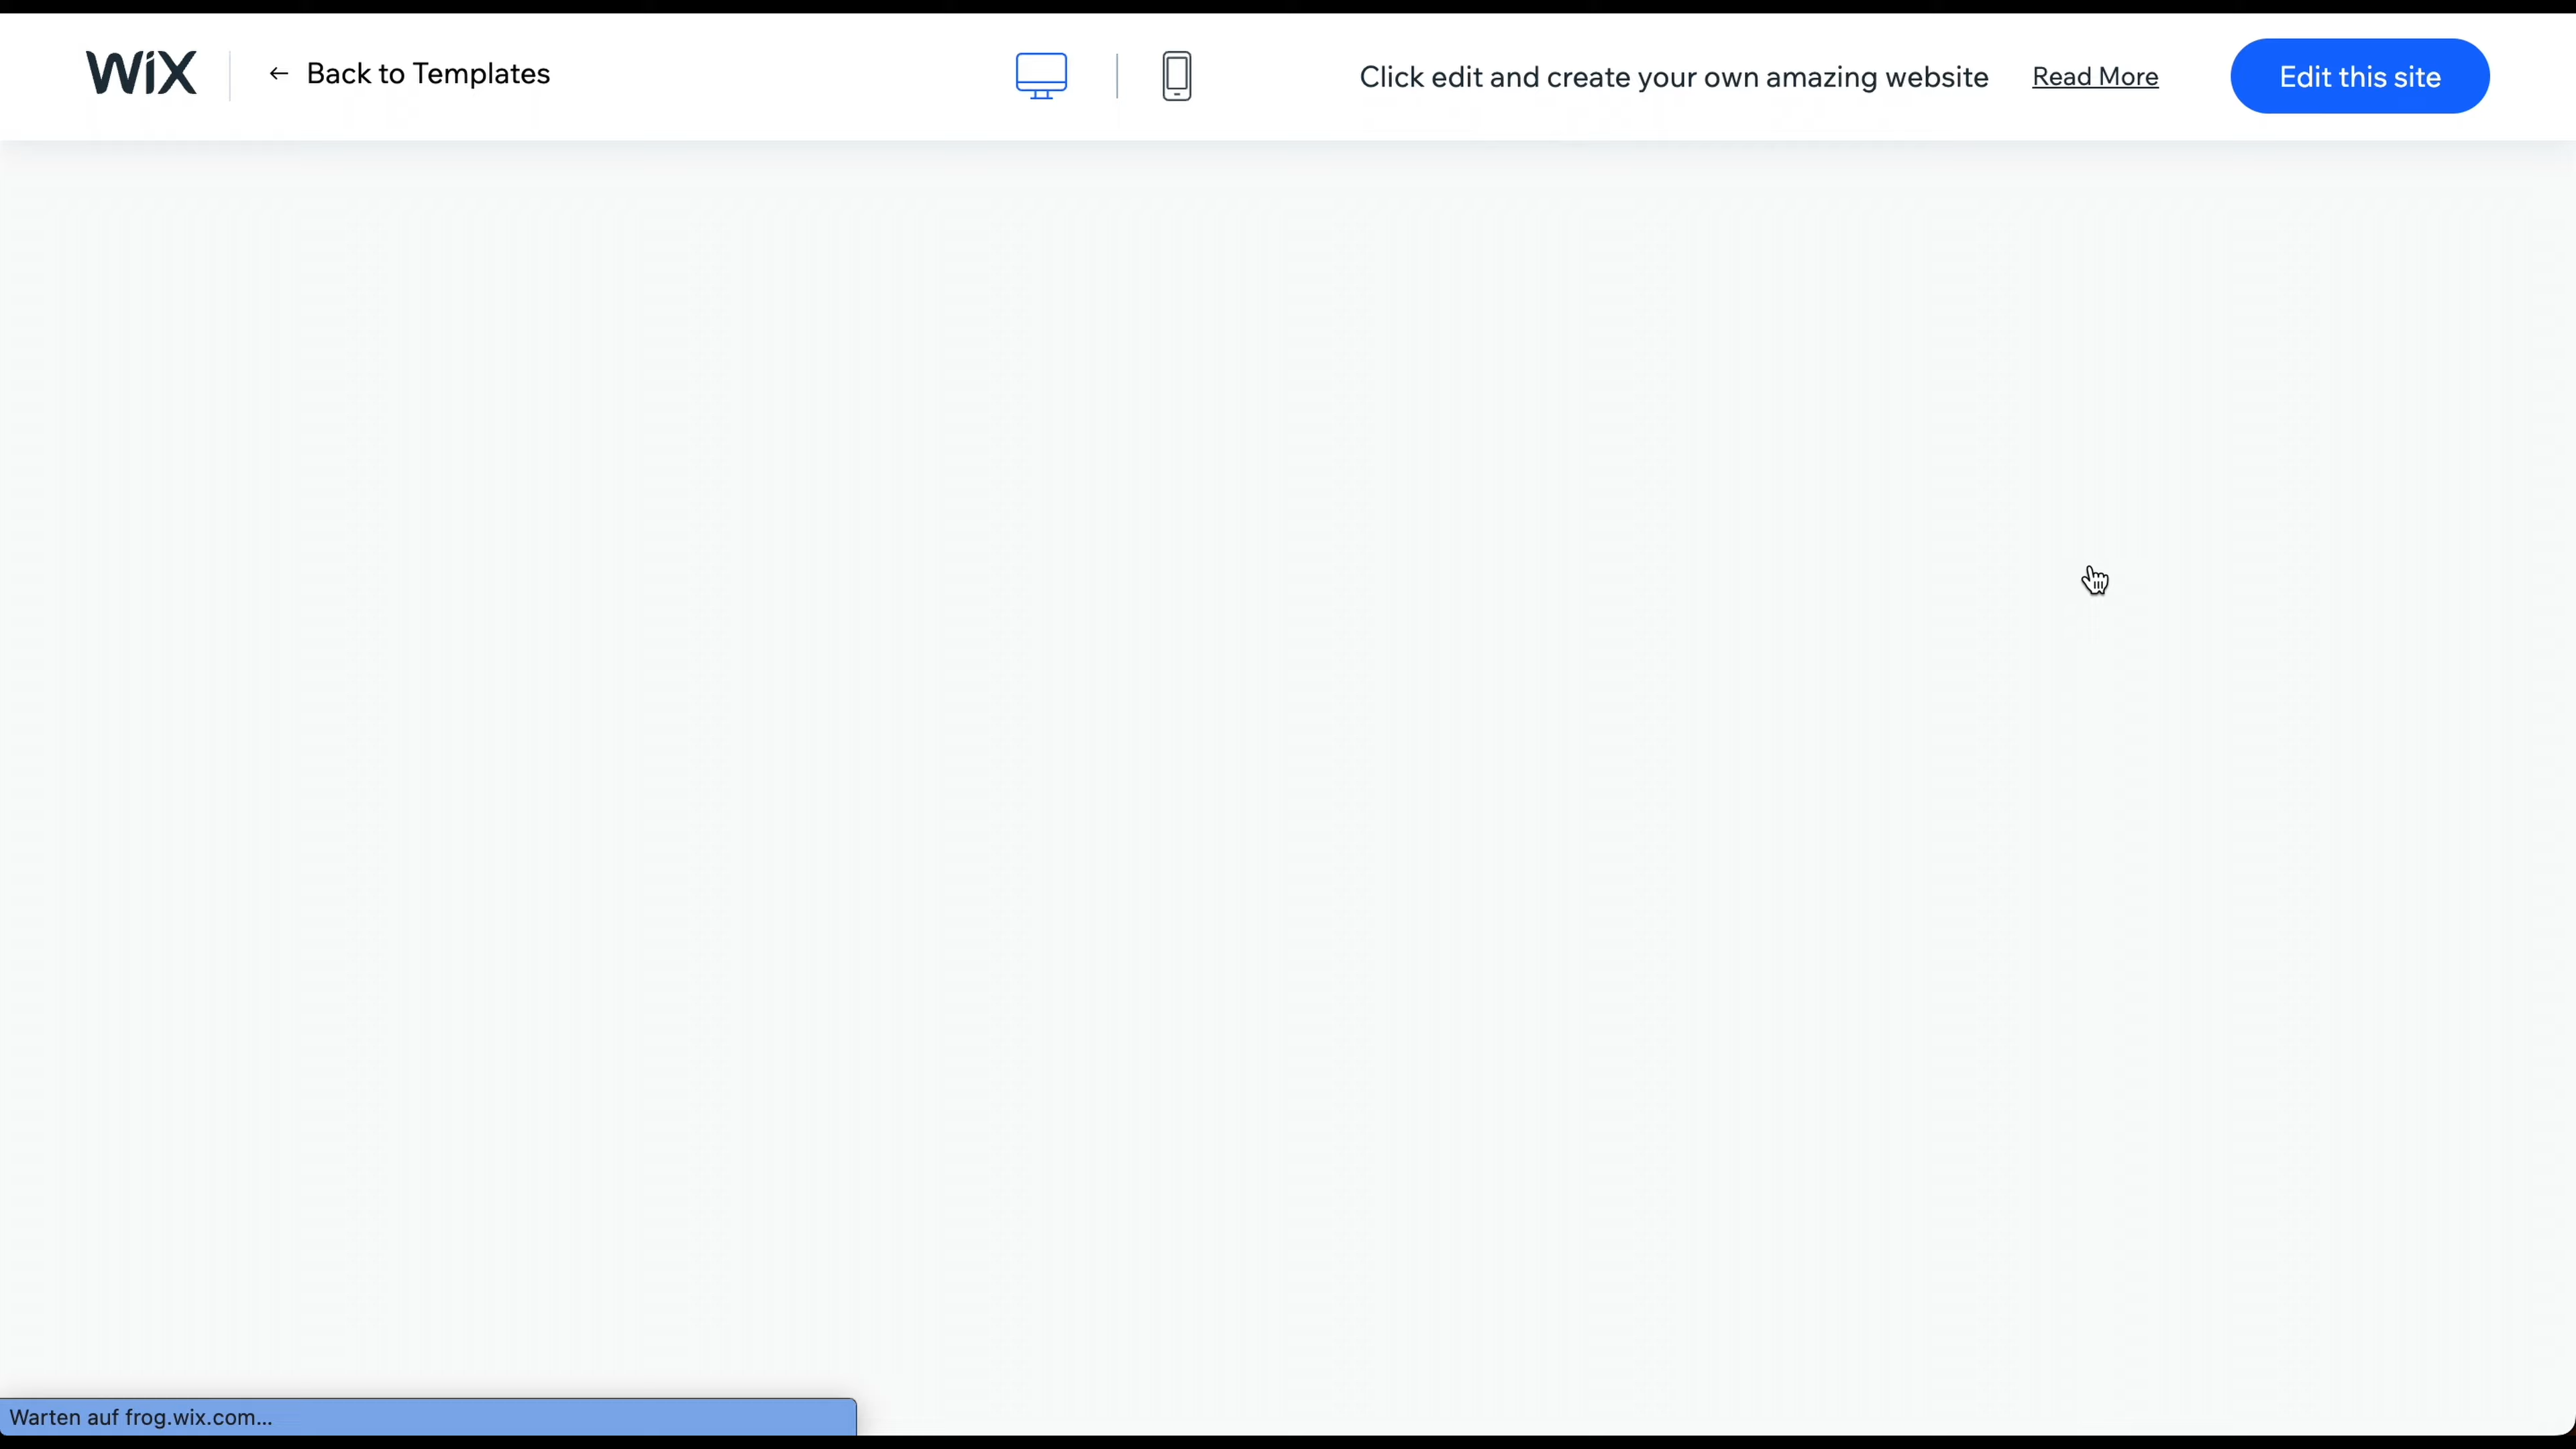 WiX
← Back to Templates
Click edit and create your own amazing website
Read More
Edit this site
Warten auf frog.wix.com...